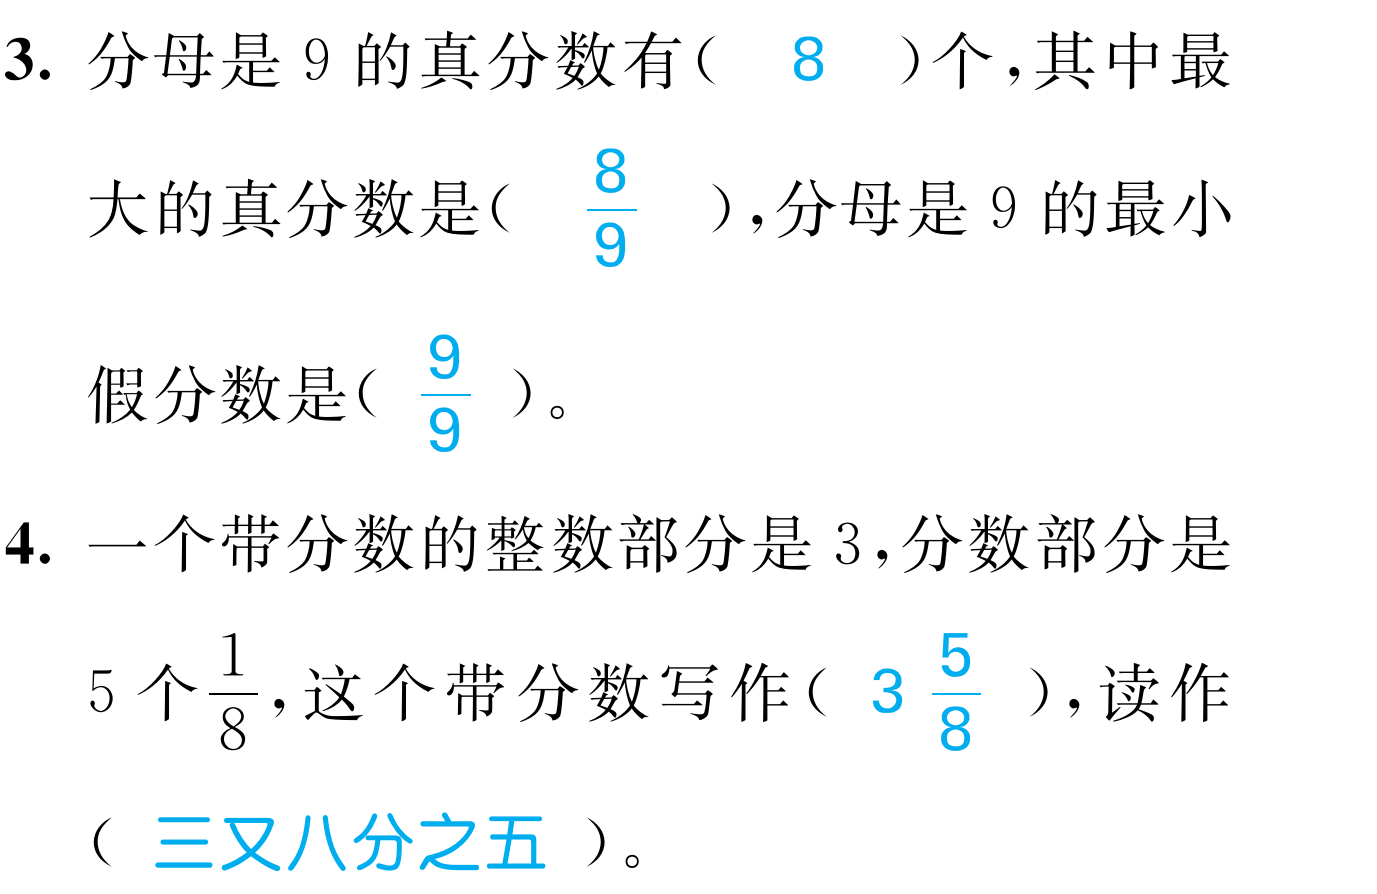 3. 分母是 9 的真分数有( 8 )个,其中最
大的真分数是( 8/9 ),分母是 9 的最小
假分数是( 9/9 )。
4. 一个带分数的整数部分是 3,分数部分是
5 个 1/8,这个带分数写作( 3 5/8 ),读作
( 三又八分之五 )。